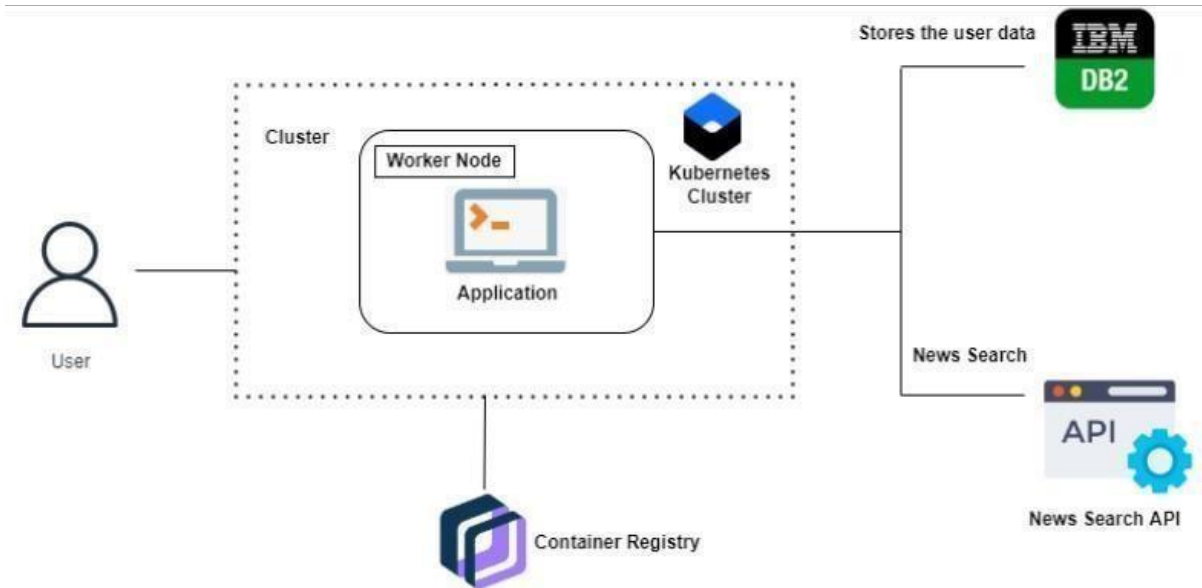 Stores the user data
IBM
DB2
Cluster
Worker Node
Kubernetes
Cluster
>_
Application
User
News Search
API
News Search API
Container Registry